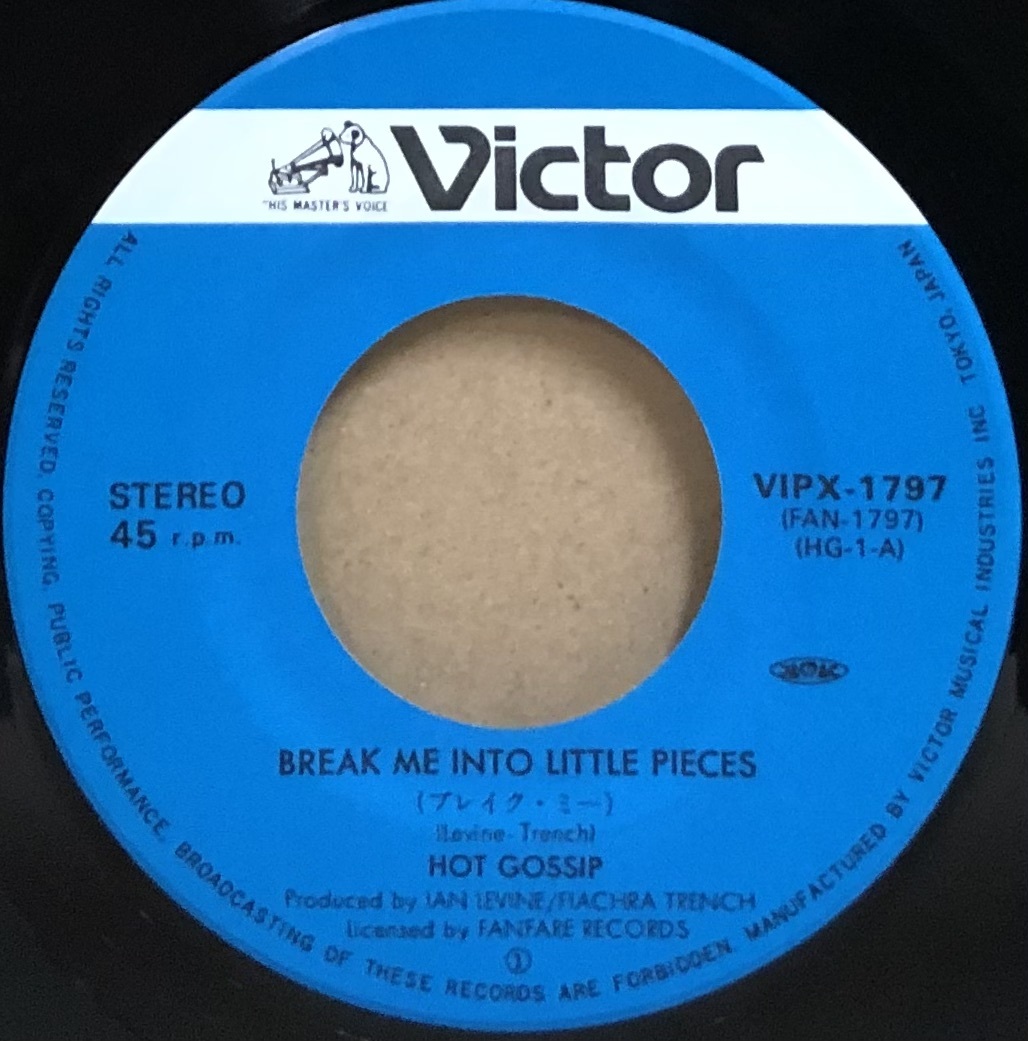 "HIS MASTER'S VOICE
Victor
STEREO
45 r.p.m.
VIPX-1797
(FAN-1797)
(HG-1-A)
BREAK ME INTO LITTLE PIECES
(ブレイク・ミー)
(Levine-Trench)
HOT GOSSIP
Produced by IAN LEVINE/FIACHRA TRENCH
Licensed by FANFARE RECORDS
①
ALL RIGHTS RESERVED. COPYING, PUBLIC PERFORMANCE, BROADCASTING OF THESE RECORDS ARE FORBIDDEN. MANUFACTURED BY VICTOR MUSICAL INDUSTRIES INC TOKYO, JAPAN